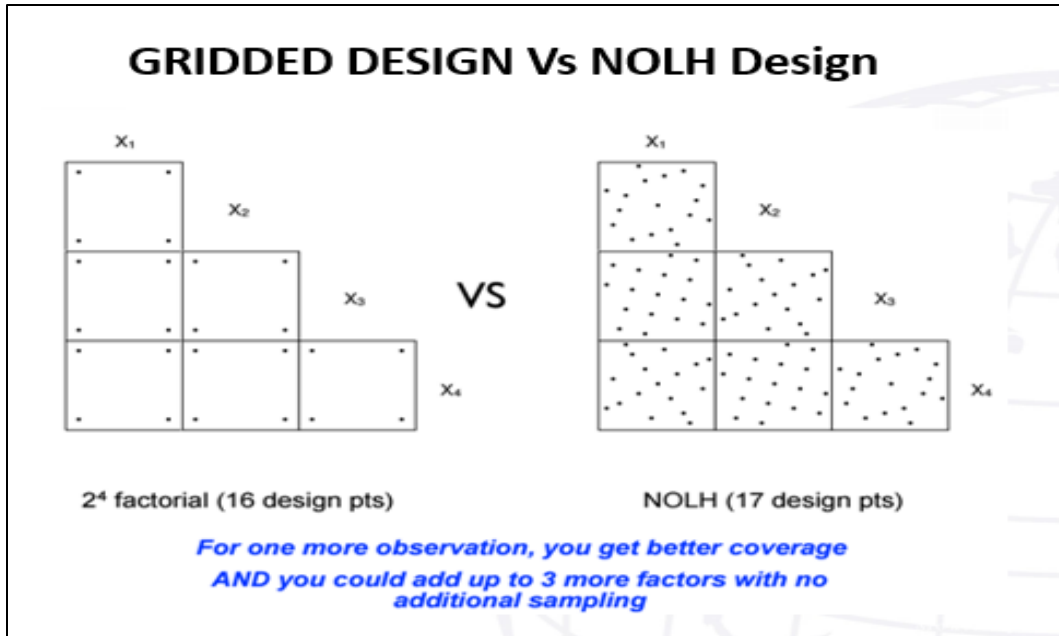 GRIDDED DESIGN Vs NOLH Design
X₁
X₂
X₃
X₄
VS
X₁
X₂
X₃
X₄
2⁴ factorial (16 design pts)
NOLH (17 design pts)
For one more observation, you get better coverage
AND you could add up to 3 more factors with no
additional sampling